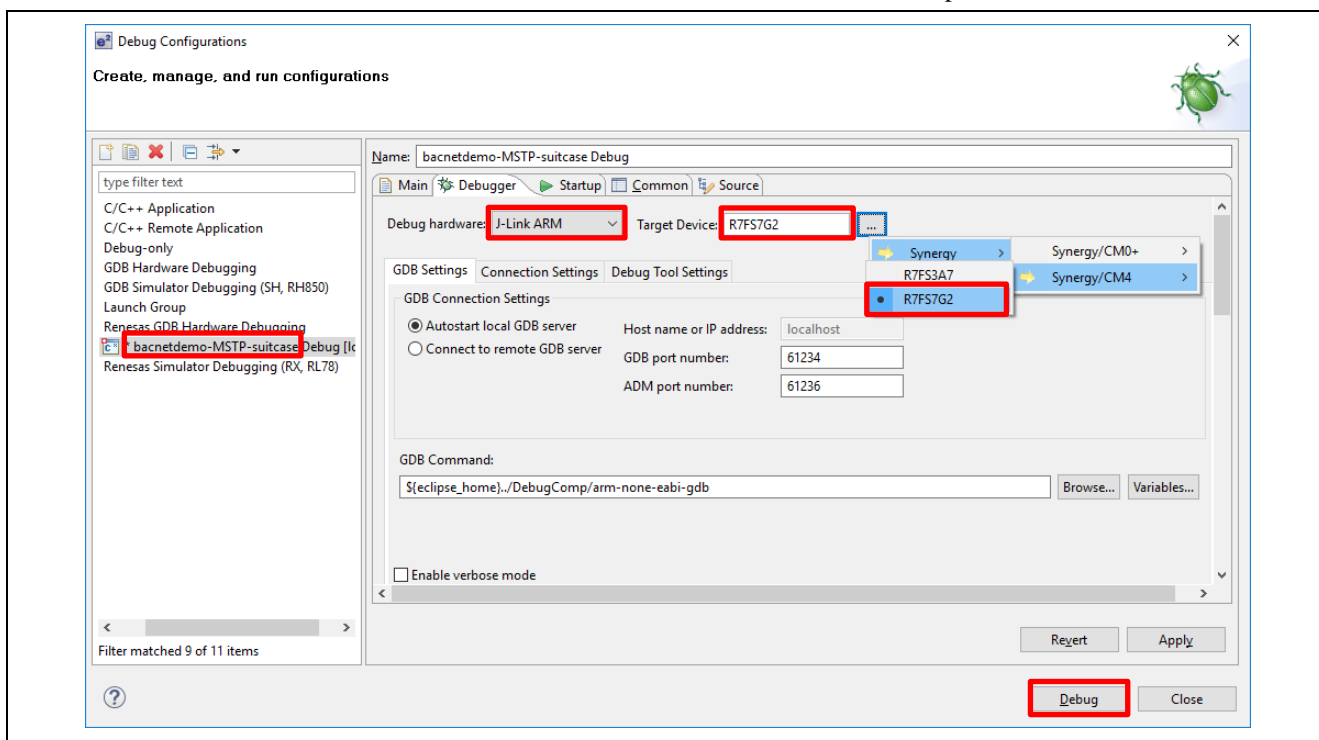 e² Debug Configurations
Create, manage, and run configurations
type filter text
C/C++ Application
C/C++ Remote Application
Debug-only
GDB Hardware Debugging
GDB Simulator Debugging (SH, RH850)
Launch Group
Renesas GDB Hardware Debugging
* bacnetdemo-MSTP-suitcase Debug [lc
Renesas Simulator Debugging (RX, RL78)
Filter matched 9 of 11 items
Name: bacnetdemo-MSTP-suitcase Debug
Main Debugger Startup Common Source
Debug hardware: J-Link ARM Target Device: R7FS7G2 ...
Synergy > Synergy/CM0+ >
R7FS3A7 Synergy/CM4 >
R7FS7G2
GDB Settings Connection Settings Debug Tool Settings
GDB Connection Settings
Autostart local GDB server Host name or IP address: localhost
Connect to remote GDB server GDB port number: 61234
ADM port number: 61236
GDB Command:
${eclipse_home}../DebugComp/arm-none-eabi-gdb Browse... Variables...
Enable verbose mode
Revert Apply
Debug Close